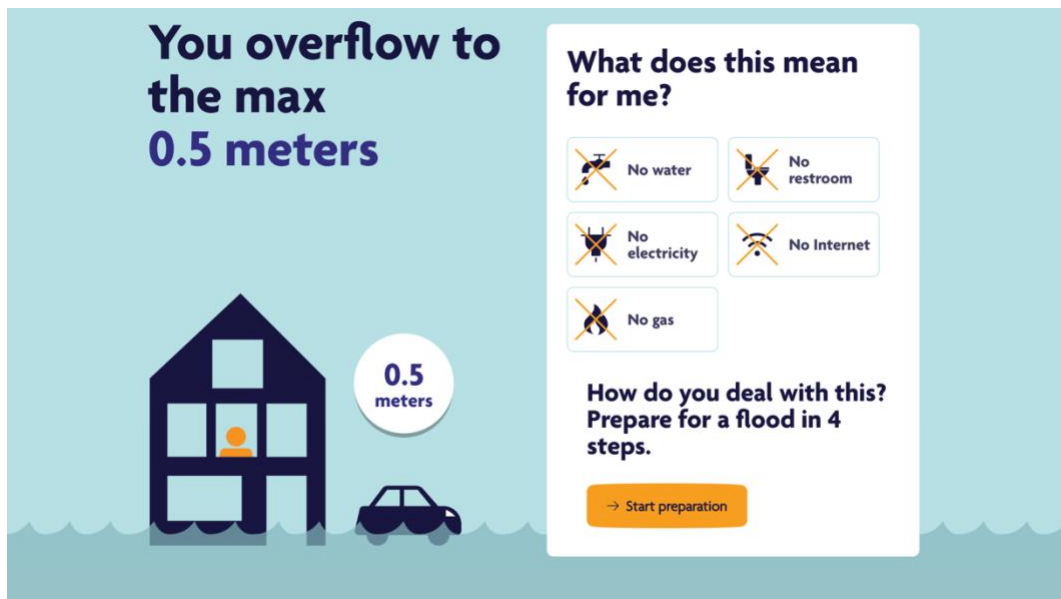 You overflow to
the max
0.5 meters
0.5
meters
What does this mean
for me?
No water
No
restroom
No
electricity
No Internet
No gas
How do you deal with this?
Prepare for a flood in 4
steps.
→ Start preparation